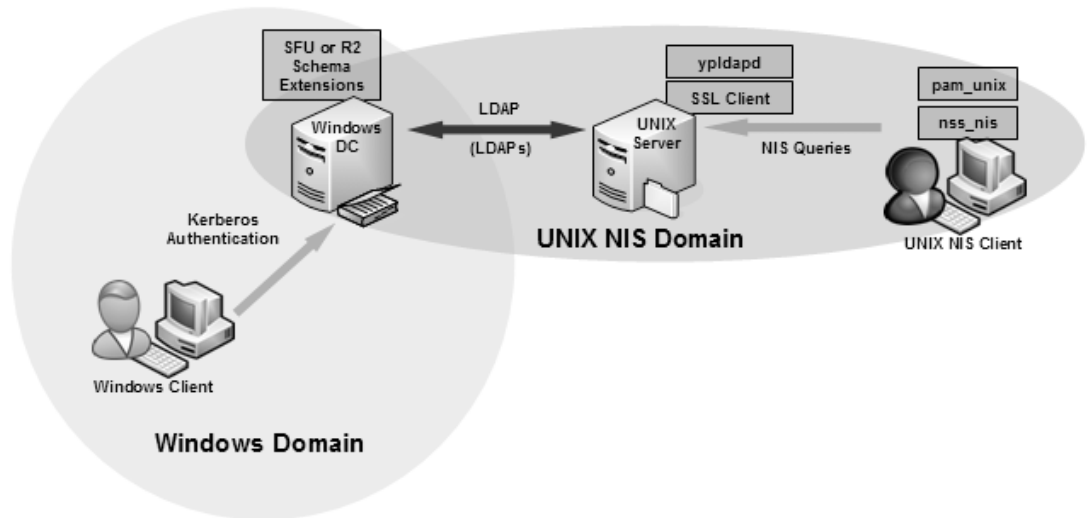 SFU or R2
Schema
Extensions
Windows
DC
LDAP
(LDAPs)
ypldapd
SSL Client
UNIX
Server
NIS Queries
pam_unix
nss_nis
UNIX NIS Client
UNIX NIS Domain
Kerberos
Authentication
Windows Client
Windows Domain